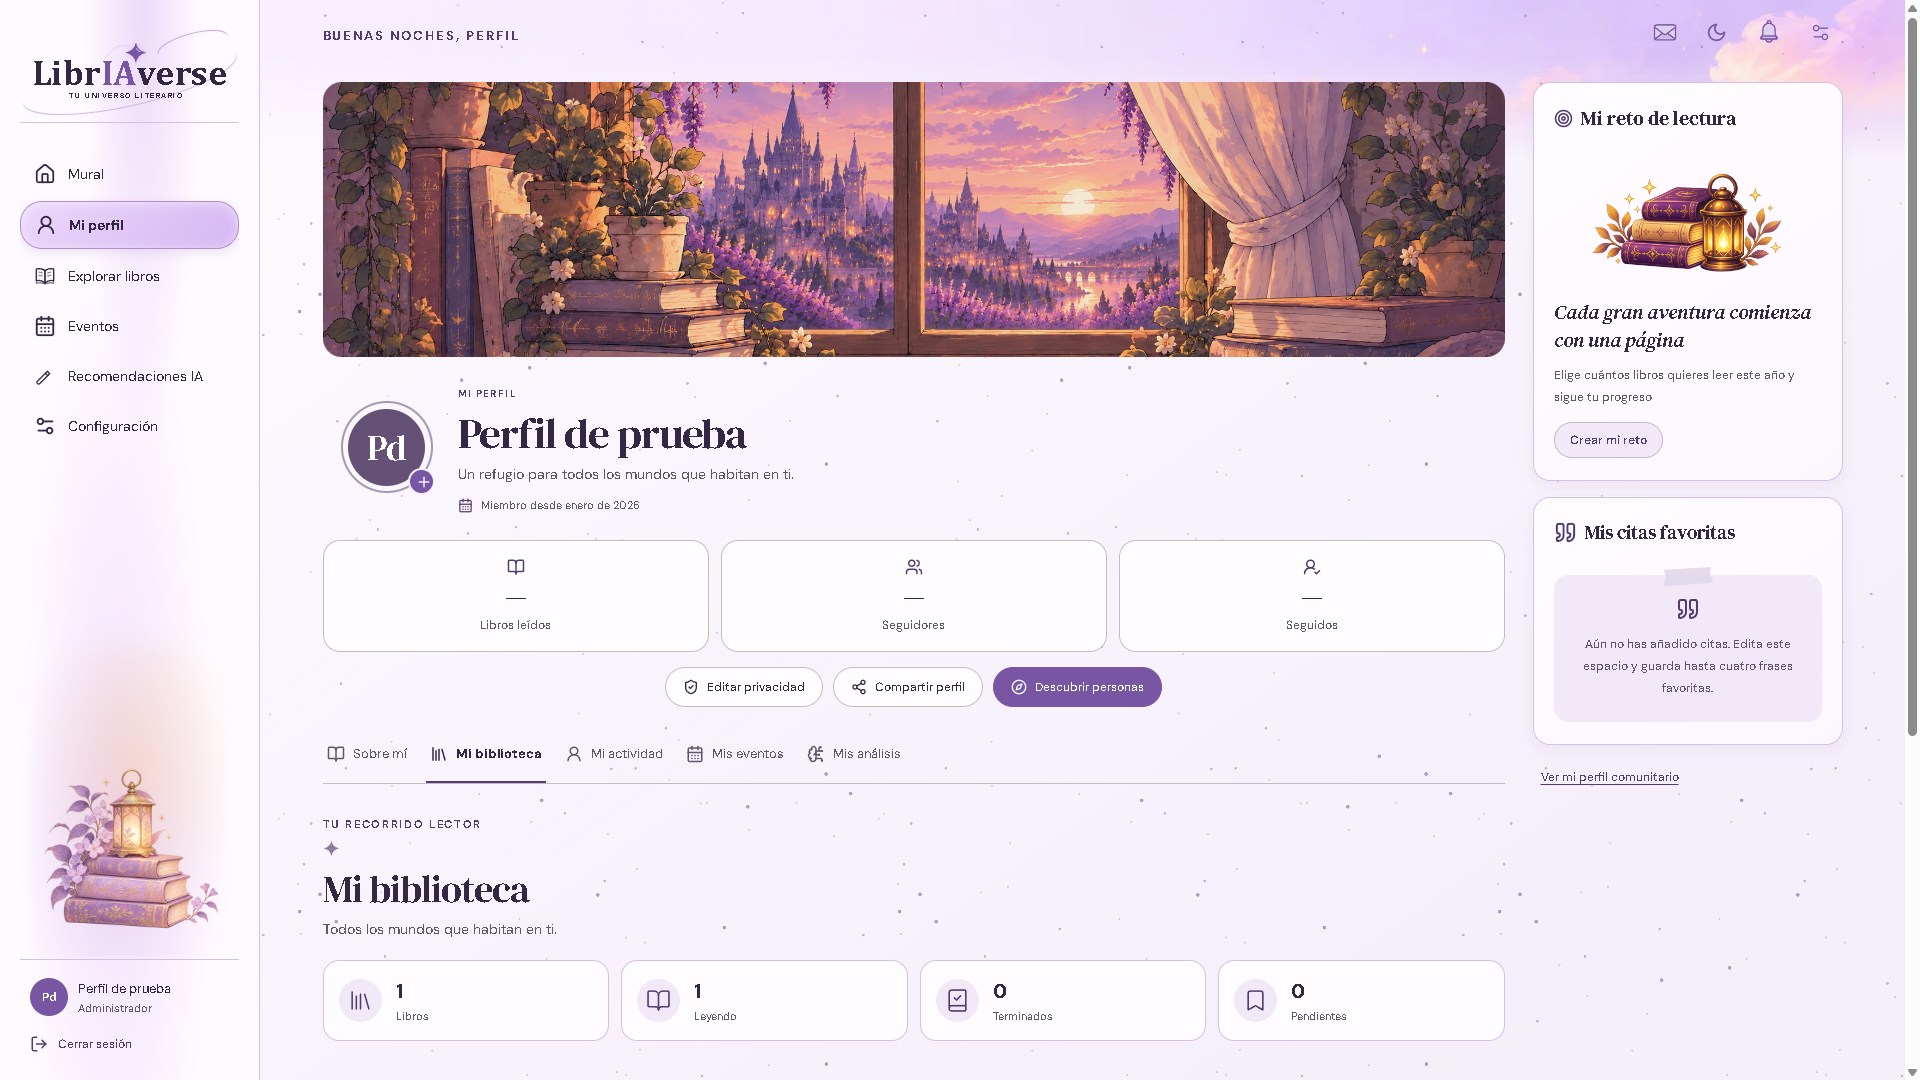 LibrIAverse
TU UNIVERSO LITERARIO
Mural
Mi perfil
Explorar libros
Eventos
Recomendaciones IA
Configuración
Pd
Perfil de prueba
Administrador
Cerrar sesión
BUENAS NOCHES, PERFIL
MI PERFIL
Pd
Perfil de prueba
Un refugio para todos los mundos que habitan en ti.
Miembro desde enero de 2026
—
Libros leídos
—
Seguidores
—
Seguidos
Editar privacidad
Compartir perfil
Descubrir personas
Sobre mí
Mi biblioteca
Mi actividad
Mis eventos
Mis análisis
TU RECORRIDO LECTOR
Mi biblioteca
Todos los mundos que habitan en ti.
1
Libros
1
Leyendo
0
Terminados
0
Pendientes
Mi reto de lectura
Cada gran aventura comienza
con una página
Elige cuántos libros quieres leer este año y
sigue tu progreso
Crear mi reto
Mis citas favoritas
Aún no has añadido citas. Edita este
espacio y guarda hasta cuatro frases
favoritas.
Ver mi perfil comunitario